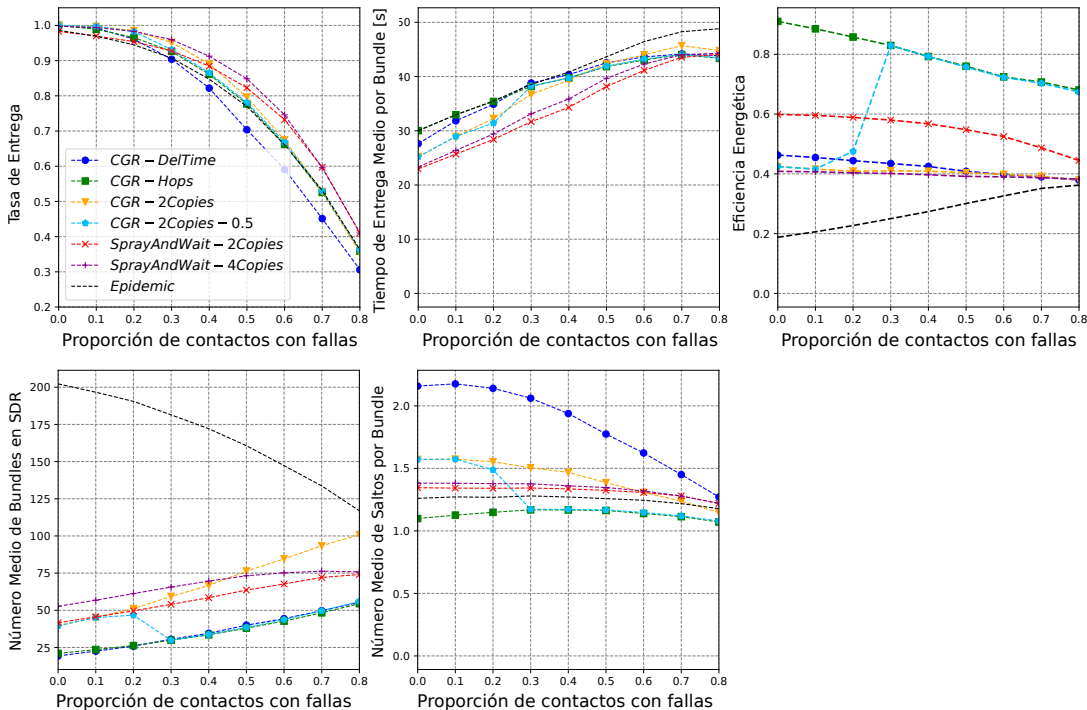 Tasa de Entrega
1.0
0.9
0.8
0.7
0.6
0.5
0.4
0.3
0.2
CGR−DelTime
CGR−Hops
CGR−2Copies
CGR−2Copies−0.5
SprayAndWait−2Copies
SprayAndWait−4Copies
Epidemic
0.0 0.1 0.2 0.3 0.4 0.5 0.6 0.7 0.8
Proporción de contactos con fallas
Tiempo de Entrega Medio por Bundle [s]
50
40
30
20
10
0
0.0 0.1 0.2 0.3 0.4 0.5 0.6 0.7 0.8
Proporción de contactos con fallas
Eficiencia Energética
0.8
0.6
0.4
0.2
0.0
0.0 0.1 0.2 0.3 0.4 0.5 0.6 0.7 0.8
Proporción de contactos con fallas
Número Medio de Bundles en SDR
200
175
150
125
100
75
50
25
0.0 0.1 0.2 0.3 0.4 0.5 0.6 0.7 0.8
Proporción de contactos con fallas
Número Medio de Saltos por Bundle
2.0
1.5
1.0
0.5
0.0
0.0 0.1 0.2 0.3 0.4 0.5 0.6 0.7 0.8
Proporción de contactos con fallas